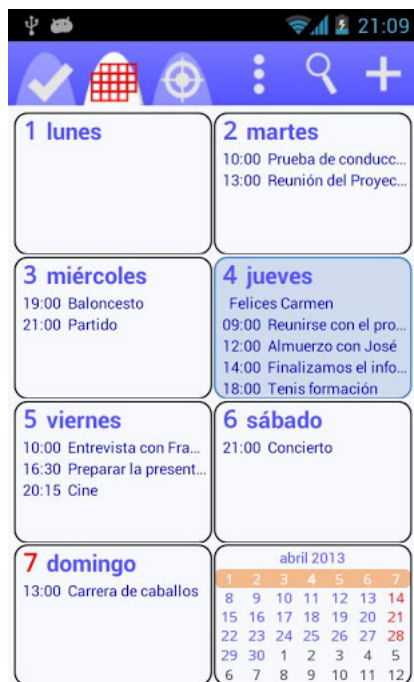 21:09
1 lunes
2 martes
10:00 Prueba de conducc...
13:00 Reunión del Proyec...
3 miércoles
19:00 Baloncesto
21:00 Partido
4 jueves
Felices Carmen
09:00 Reunirse con el pro...
12:00 Almuerzo con José
14:00 Finalizamos el info...
18:00 Tenis formación
5 viernes
10:00 Entrevista con Fra...
16:30 Preparar la present...
20:15 Cine
6 sábado
21:00 Concierto
7 domingo
13:00 Carrera de caballos
abril 2013
1 2 3 4 5 6 7
8 9 10 11 12 13 14
15 16 17 18 19 20 21
22 23 24 25 26 27 28
29 30 1 2 3 4 5
6 7 8 9 10 11 12